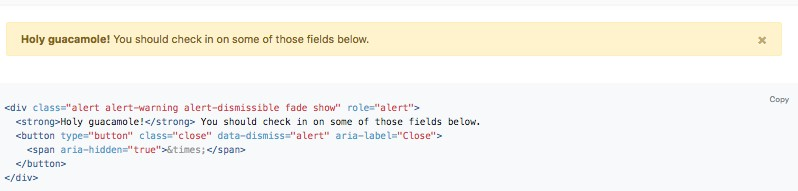 Holy guacamole! You should check in on some of those fields below. ×
Copy
<div class="alert alert-warning alert-dismissible fade show" role="alert">
  <strong>Holy guacamole!</strong> You should check in on some of those fields below.
  <button type="button" class="close" data-dismiss="alert" aria-label="Close">
    <span aria-hidden="true">&times;</span>
  </button>
</div>